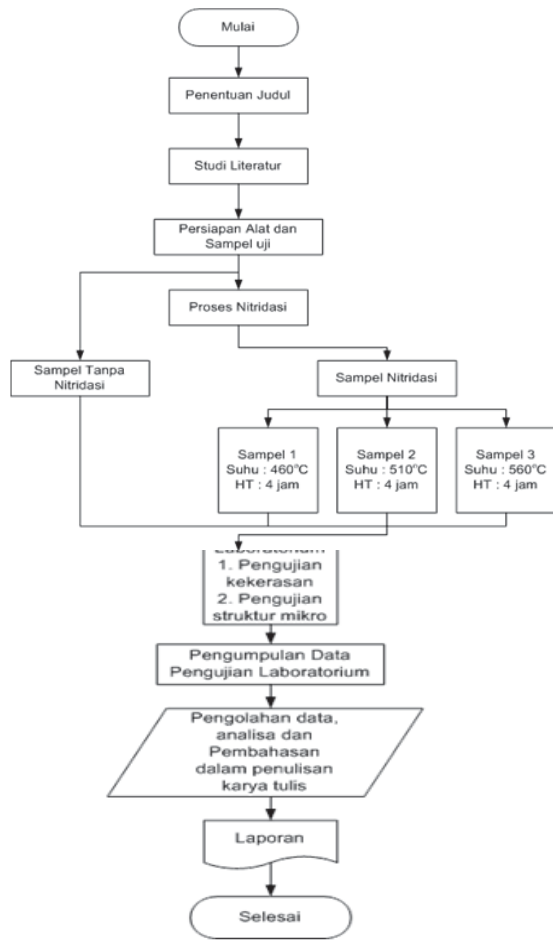 Mulai
Penentuan Judul
Studi Literatur
Persiapan Alat dan
Sampel uji
Proses Nitridasi
Sampel Tanpa
Nitridasi
Sampel Nitridasi
Sampel 1
Suhu : 460°C
HT : 4 jam
Sampel 2
Suhu : 510°C
HT : 4 jam
Sampel 3
Suhu : 560°C
HT : 4 jam
Laboratorium
1. Pengujian
kekerasan
2. Pengujian
struktur mikro
Pengumpulan Data
Pengujian Laboratorium
Pengolahan data,
analisa dan
Pembahasan
dalam penulisan
karya tulis
Laporan
Selesai